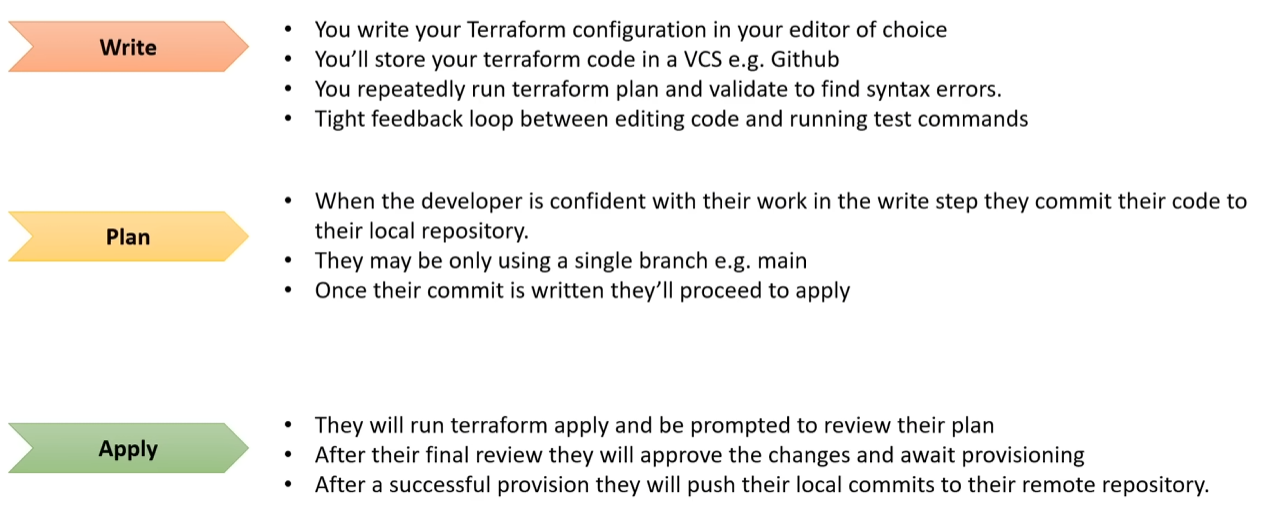 Write
• You write your Terraform configuration in your editor of choice
• You’ll store your terraform code in a VCS e.g. Github
• You repeatedly run terraform plan and validate to find syntax errors.
• Tight feedback loop between editing code and running test commands
Plan
• When the developer is confident with their work in the write step they commit their code to
their local repository.
• They may be only using a single branch e.g. main
• Once their commit is written they’ll proceed to apply
Apply
• They will run terraform apply and be prompted to review their plan
• After their final review they will approve the changes and await provisioning
• After a successful provision they will push their local commits to their remote repository.